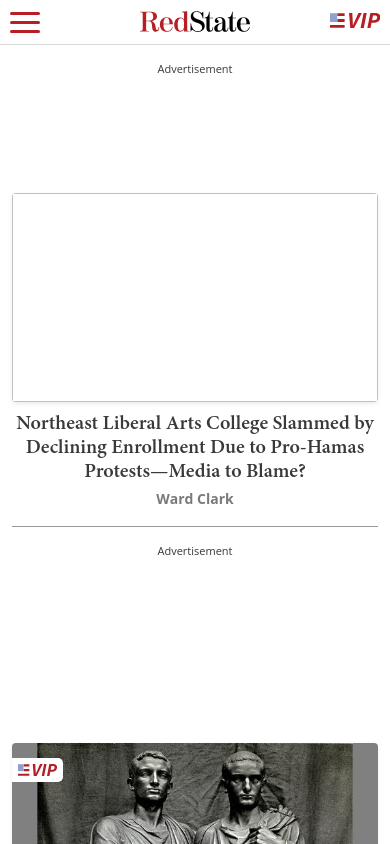 RedState
VIP
Advertisement
Northeast Liberal Arts College Slammed by
Declining Enrollment Due to Pro-Hamas
Protests—Media to Blame?
Ward Clark
Advertisement
VIP